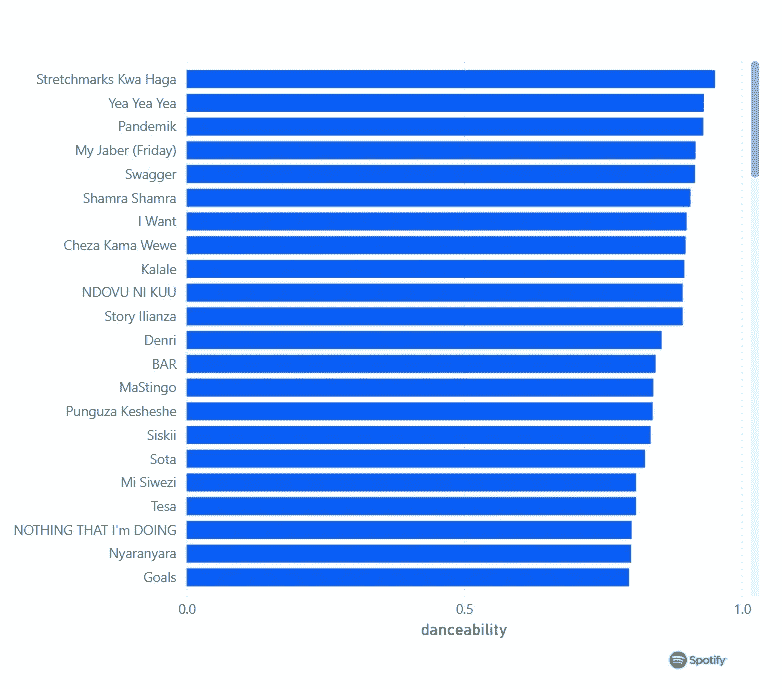 Stretchmarks Kwa Haga
Yea Yea Yea
Pandemik
My Jaber (Friday)
Swagger
Shamra Shamra
I Want
Cheza Kama Wewe
Kalale
NDOVU NI KUU
Story Ilianza
Denri
BAR
MaStingo
Punguza Kesheshe
Siskii
Sota
Mi Siwezi
Tesa
NOTHING THAT I'm DOING
Nyaranyara
Goals
0.0 0.5 1.0
danceability
Spotify